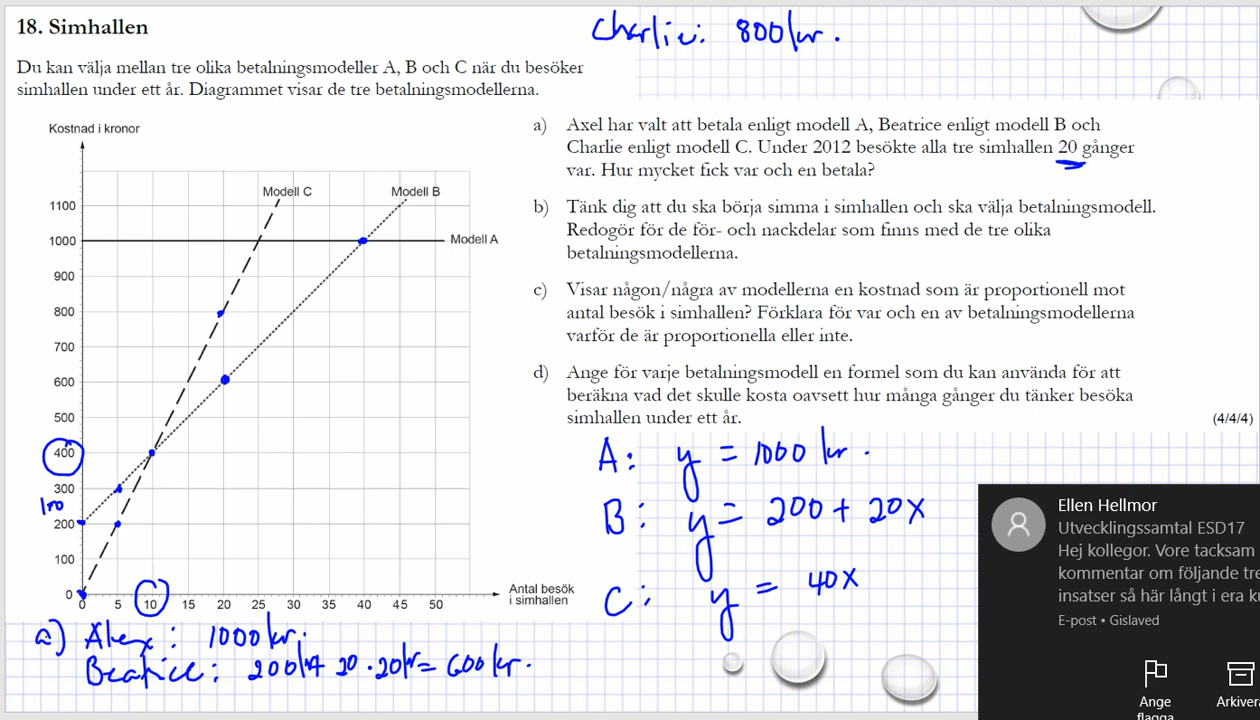 18. Simhallen
Charlie: 800 kr.
Du kan välja mellan tre olika betalningsmodeller A, B och C när du besöker
simhallen under ett år. Diagrammet visar de tre betalningsmodellerna.
Kostnad i kronor
Modell C
Modell B
Modell A
1100
1000
900
800
700
600
500
400
300
100
200
100
0
0 5 10 15 20 25 30 35 40 45 50
Antal besök
i simhallen
a) Axel har valt att betala enligt modell A, Beatrice enligt modell B och
Charlie enligt modell C. Under 2012 besökte alla tre simhallen 20 gånger
var. Hur mycket fick var och en betala?
b) Tänk dig att du ska börja simma i simhallen och ska välja betalningsmodell.
Redogör för de för- och nackdelar som finns med de tre olika
betalningsmodellerna.
c) Visar någon/några av modellerna en kostnad som är proportionell mot
antal besök i simhallen? Förklara för var och en av betalningsmodellerna
varför de är proportionella eller inte.
d) Ange för varje betalningsmodell en formel som du kan använda för att
beräkna vad det skulle kosta oavsett hur många gånger du tänker besöka
simhallen under ett år.
(4/4/4)
A: y = 1000 kr.
B: y = 200 + 20x
C: y = 40x
a) Alex: 1000 kr.
Beatrice: 200kr+ 20 · 20kr = 600 kr.
Ellen Hellmor
Utvecklingssamtal ESD17
Hej kollegor. Vore tacksam
kommentar om följande tre
insatser så här långt i era
E-post • Gislaved
Ange
flagga
Arkiver